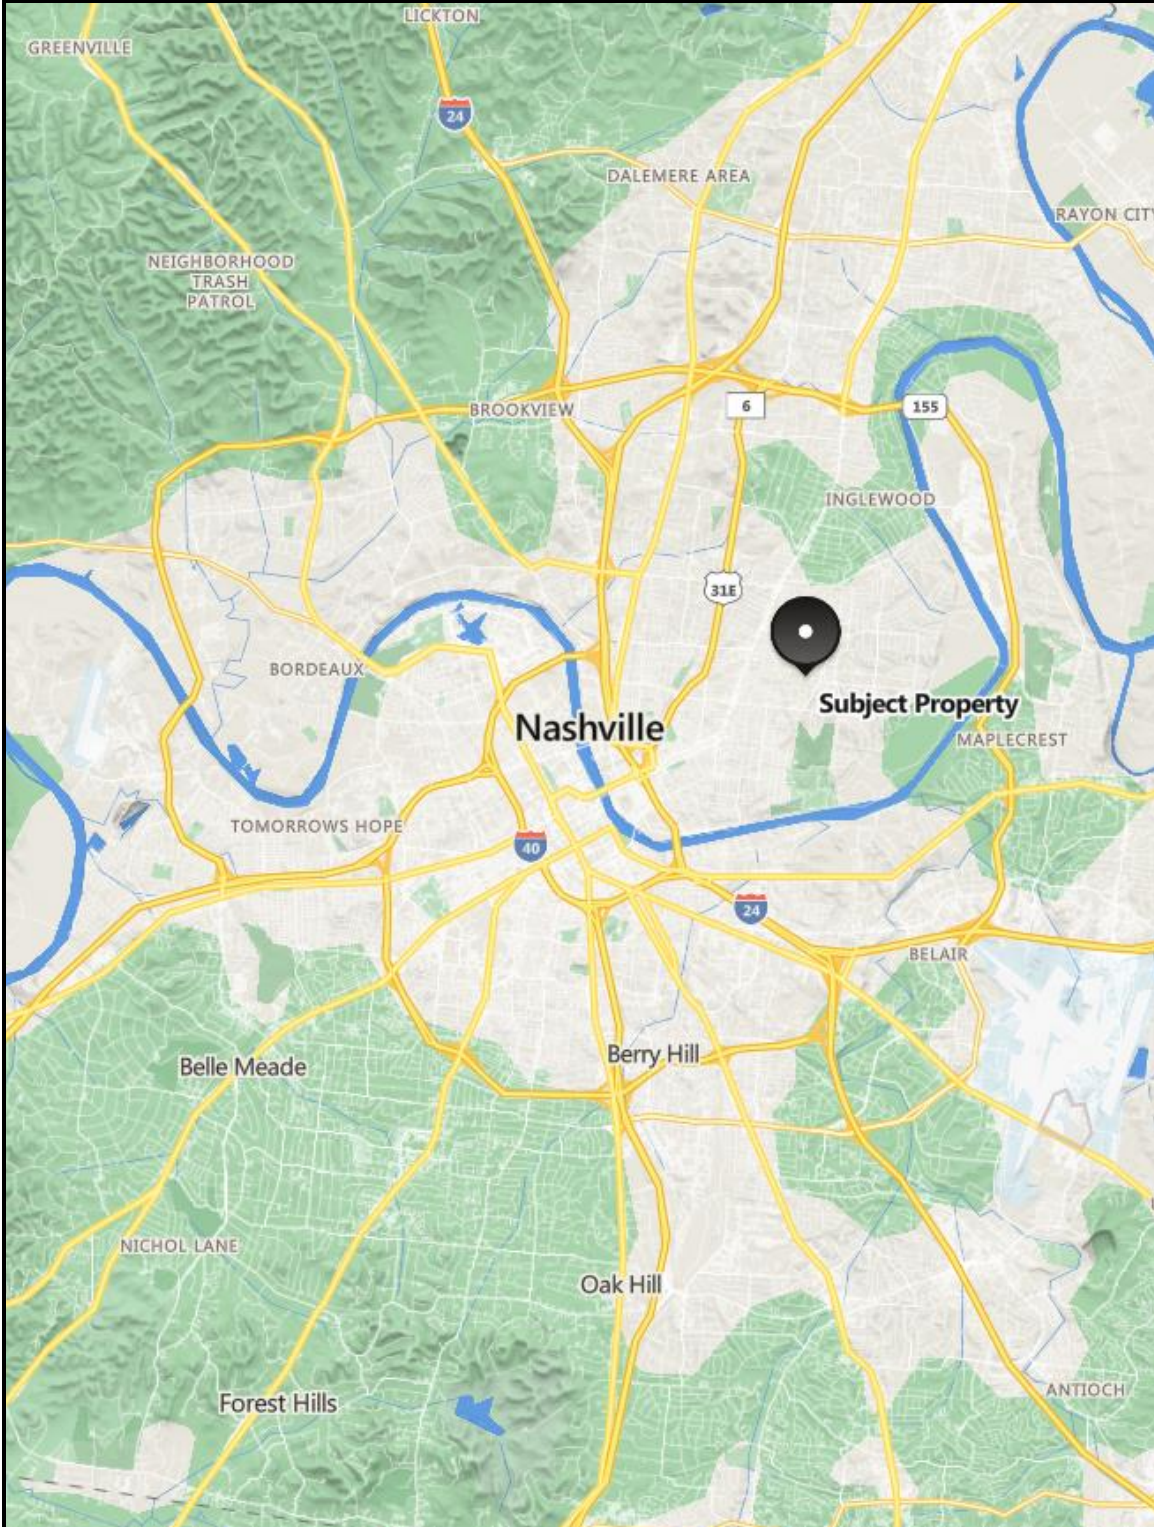 LICKTON
GREENVILLE
24
DALEMERE AREA
RAYON CITY
NEIGHBORHOOD
TRASH
PATROL
BROOKVIEW
6
155
INGLEWOOD
31E
BORDEAUX
Subject Property
Nashville
MAPLECREST
TOMORROWS HOPE
40
24
BELAIR
Berry Hill
Belle Meade
NICHOL LANE
Oak Hill
ANTIOCH
Forest Hills